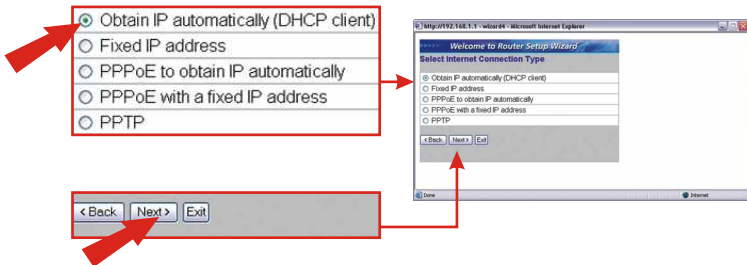 Obtain IP automatically (DHCP client)
Fixed IP address
PPPoE to obtain IP automatically
PPPoE with a fixed IP address
PPTP
< Back Next > Exit
http://192.168.1.1 - wizard4 - Microsoft Internet Explorer
Welcome to Router Setup Wizard
Select Internet Connection Type
Obtain IP automatically (DHCP client)
Fixed IP address
PPPoE to obtain IP automatically
PPPoE with a fixed IP address
PPTP
< Back Next > Exit
Done Internet